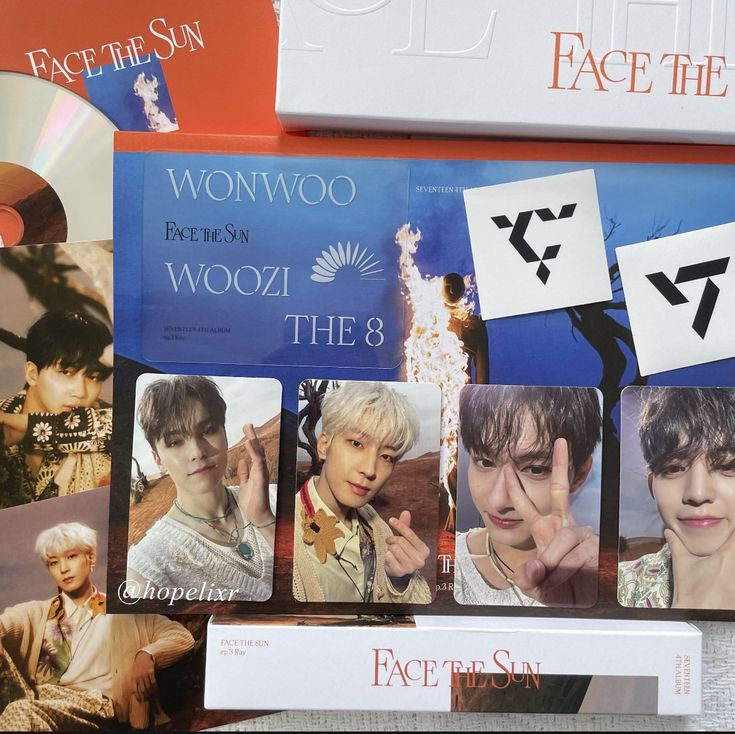 FACE THE SUN
FACE THE
WONWOO
FACE THE SUN
WOOZI
SEVENTEEN 4TH ALBUM
ep.3 Ray
THE 8
SEVENTEEN 4TH
@hopelixr
FACE THE SUN
ep.3 Ray
FACE THE SUN
SEVENTEEN
4TH ALBUM